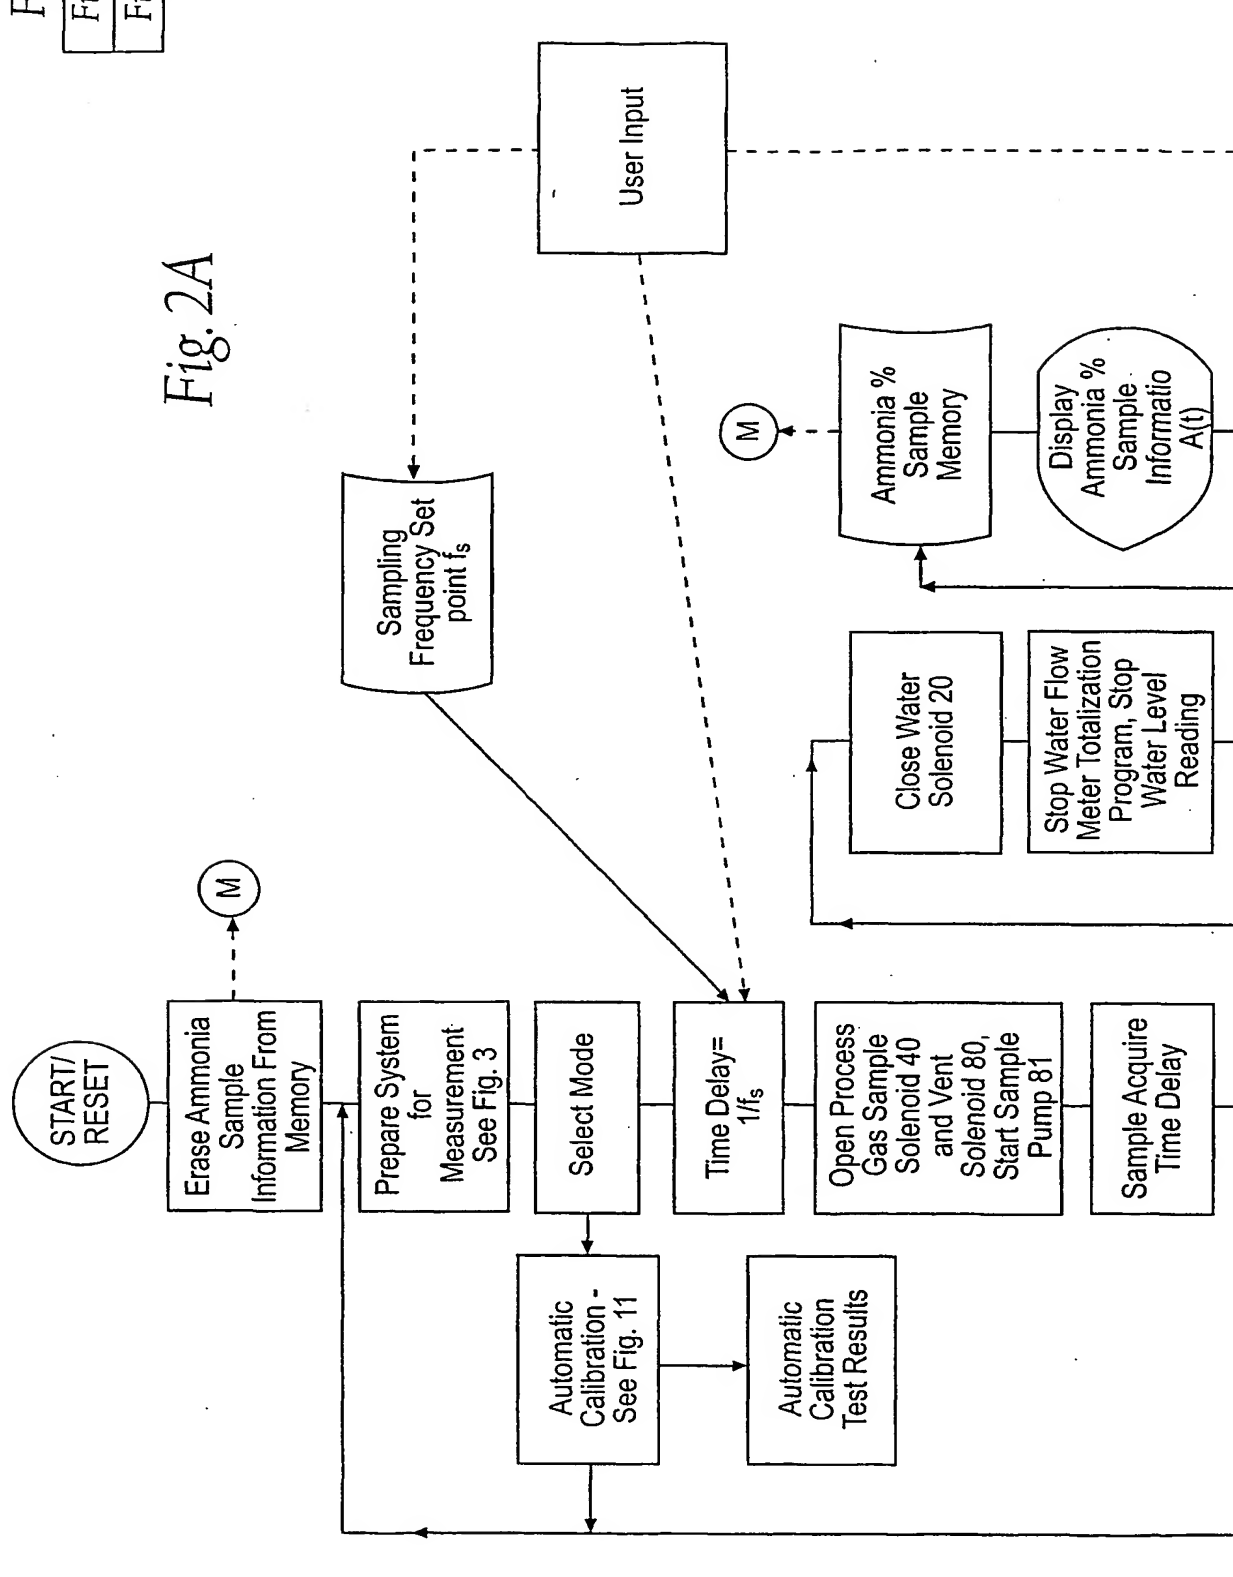 Fig. 2A
START/
RESET
Erase Ammonia
Sample
Information From
Memory
M
Prepare System
for
Measurement
See Fig. 3
Select Mode
Automatic
Calibration -
See Fig. 11
Automatic
Calibration
Test Results
Time Delay=
1/fs
Open Process
Gas Sample
Solenoid 40
and Vent
Solenoid 80,
Start Sample
Pump 81
Sample Acquire
Time Delay
Sampling
Frequency Set
point fs
User Input
Close Water
Solenoid 20
Stop Water Flow
Meter Totalization
Program, Stop
Water Level
Reading
M
Ammonia %
Sample
Memory
Display
Ammonia %
Sample
Informatio
A(t)